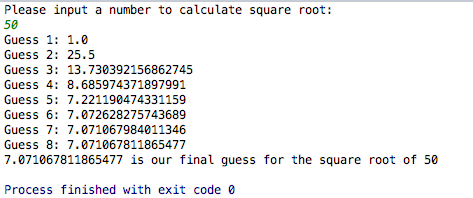 Please input a number to calculate square root:
50
Guess 1: 1.0
Guess 2: 25.5
Guess 3: 13.730392156862745
Guess 4: 8.685974371897991
Guess 5: 7.221190474331159
Guess 6: 7.072628275743689
Guess 7: 7.071067984011346
Guess 8: 7.071067811865477
7.071067811865477 is our final guess for the square root of 50
Process finished with exit code 0